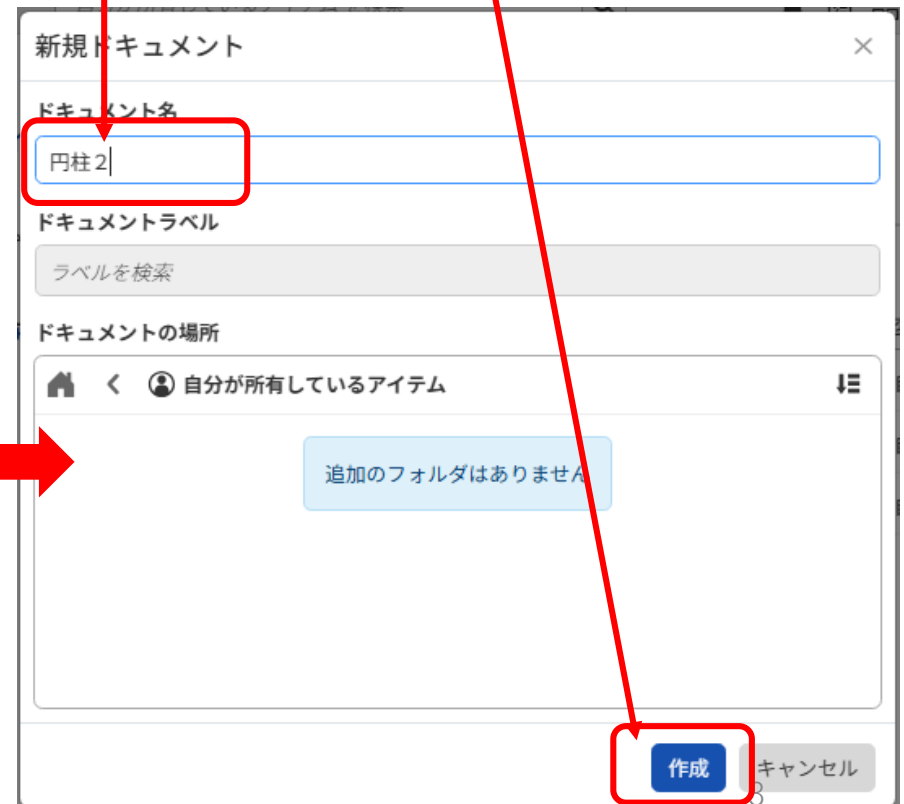 新規ドキュメント
ドキュメント名
円柱２
ドキュメントラベル
ラベルを検索
ドキュメントの場所
自分が所有しているアイテム
追加のフォルダはありません
作成
キャンセル
3